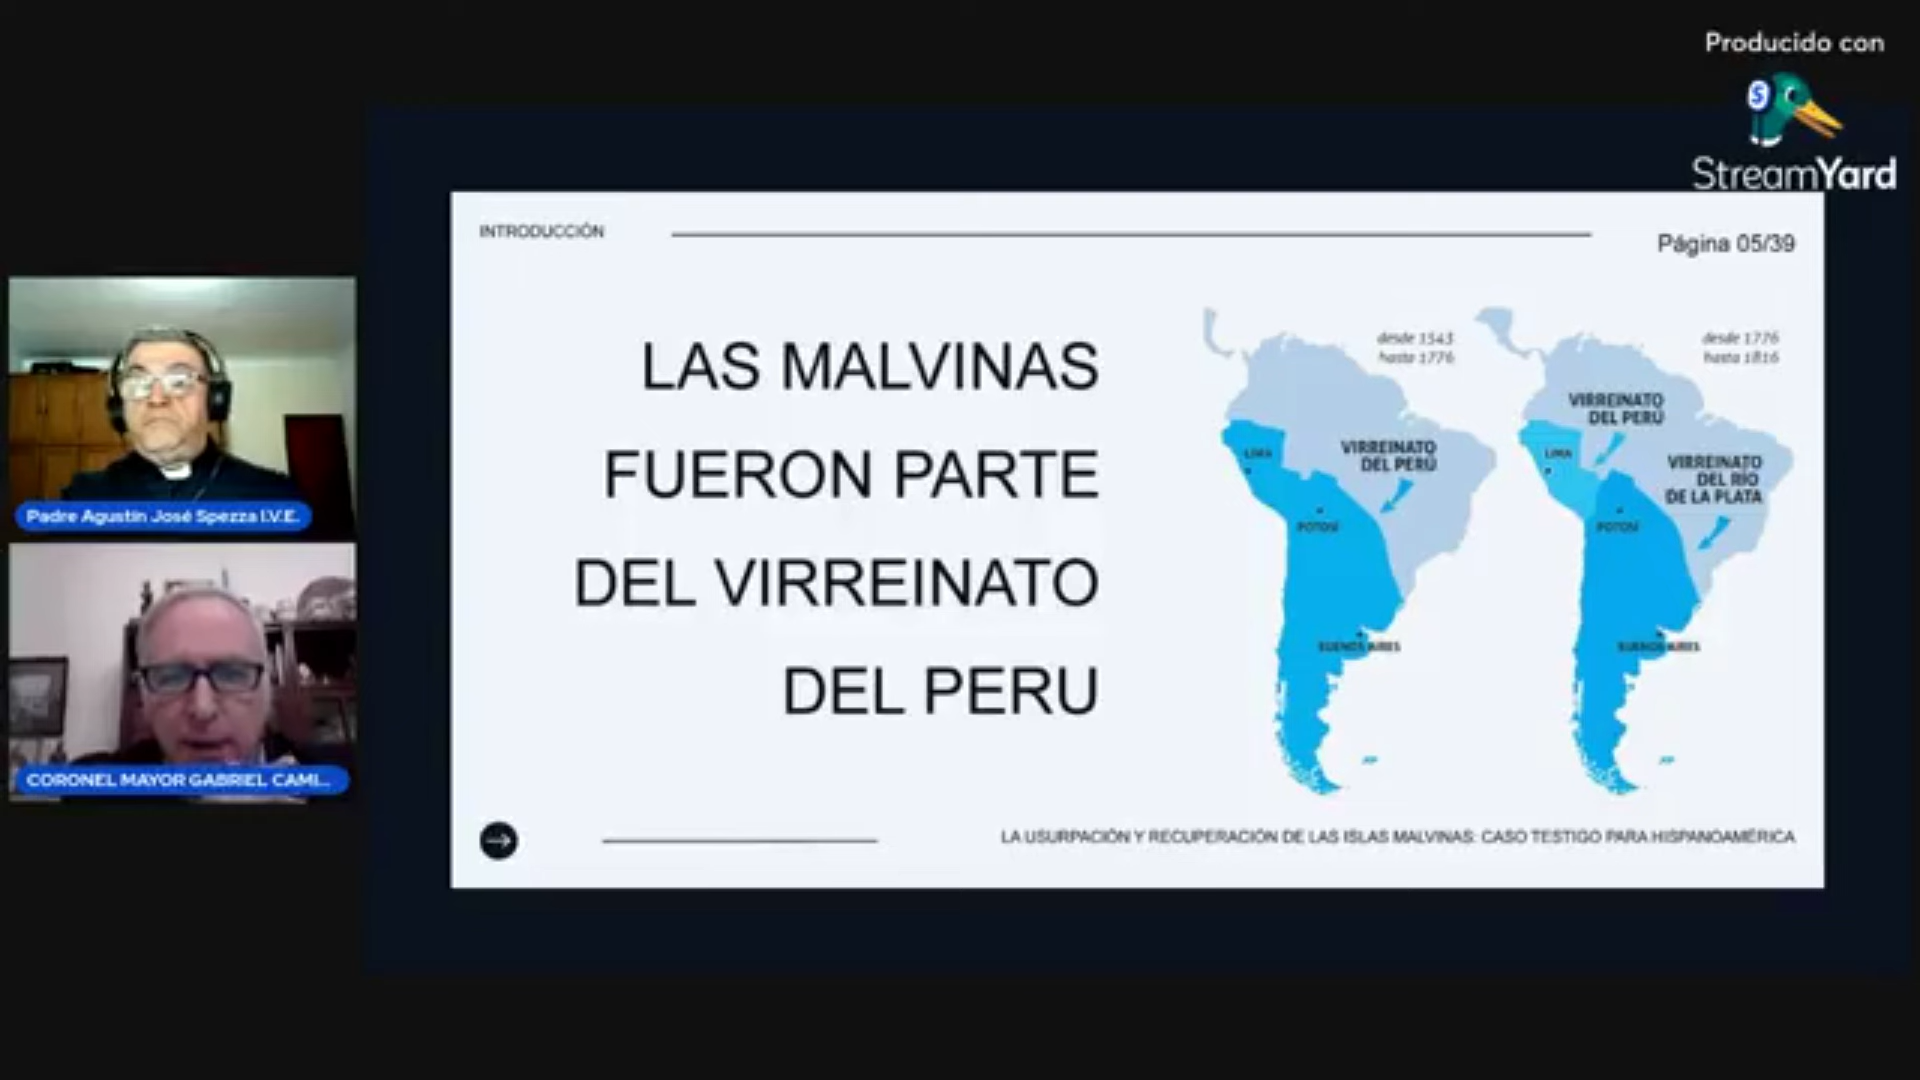 Producido con
StreamYard
INTRODUCCIÓN
Página 05/39
LAS MALVINAS
FUERON PARTE
DEL VIRREINATO
DEL PERU
desde 1543
hasta 1776
VIRREINATO
DEL PERÚ
LIMA
POTOSÍ
BUENOS AIRES
desde 1776
hasta 1816
VIRREINATO
DEL PERÚ
VIRREINATO
DEL RÍO
DE LA PLATA
LIMA
POTOSÍ
BUENOS AIRES
LA USURPACIÓN Y RECUPERACIÓN DE LAS ISLAS MALVINAS: CASO TESTIGO PARA HISPANOAMÉRICA
Padre Agustín José Spezza I.V.E.
CORONEL MAYOR GABRIEL CAMI...